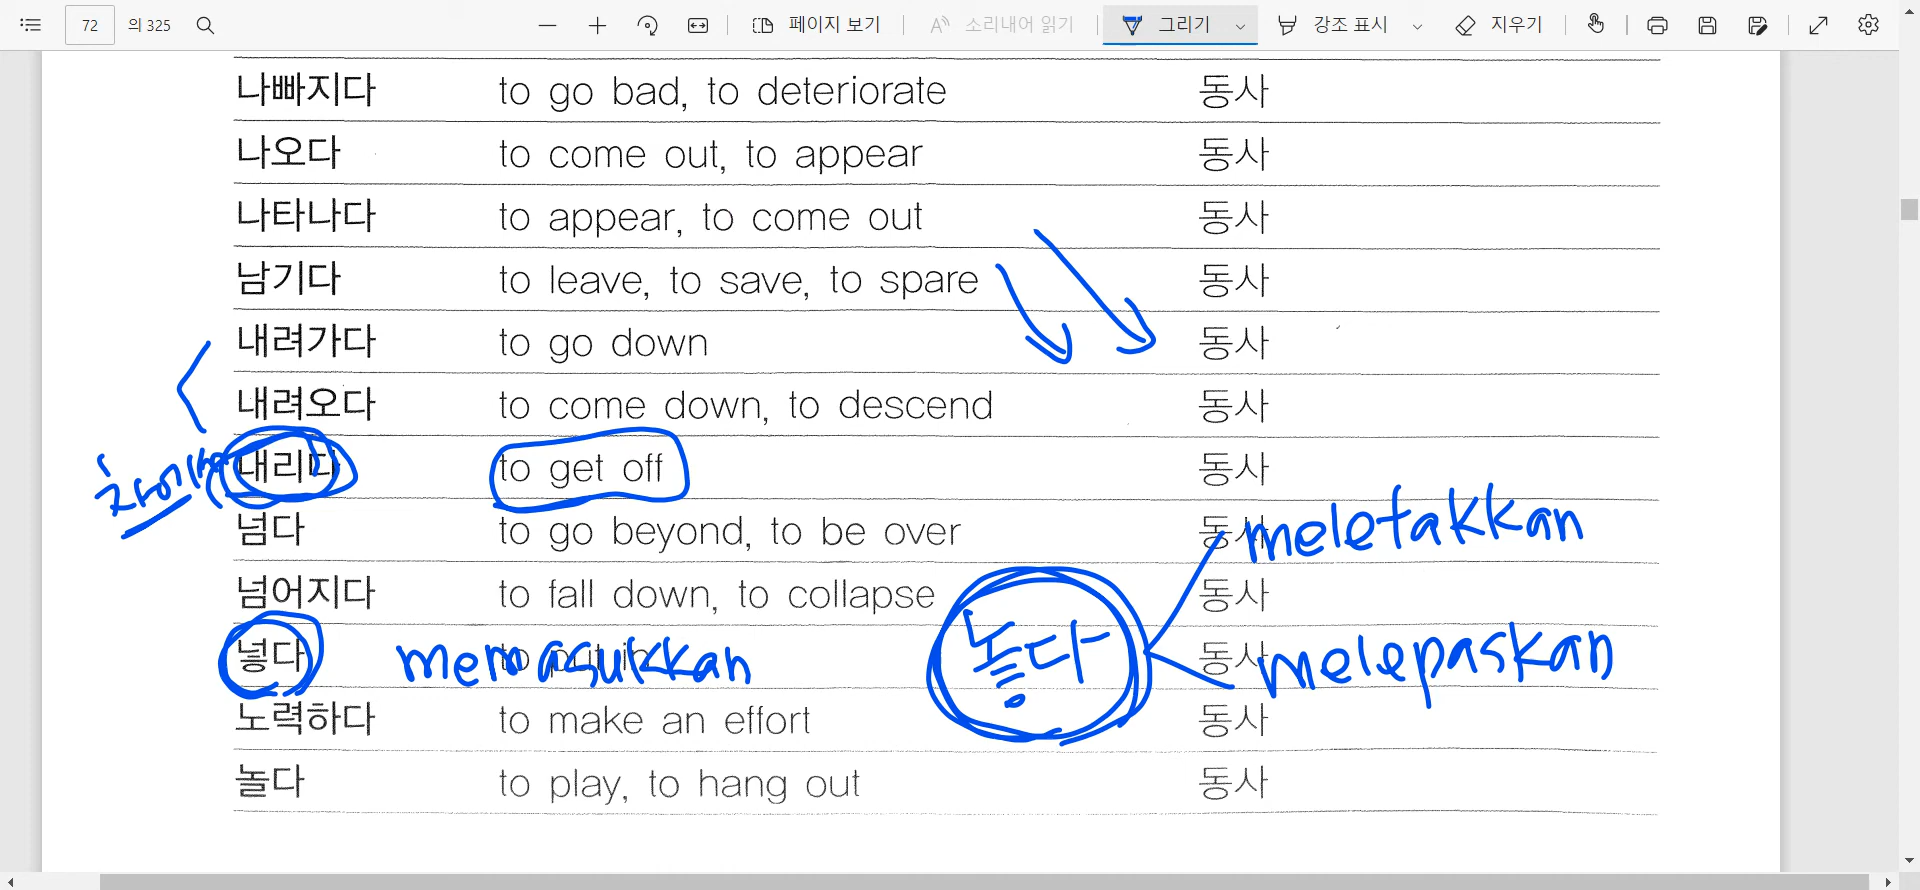 72 의 325 페이지 보기 소리내어 읽기 그리기 강조 표시 지우기
나빠지다 to go bad, to deteriorate 동사
나오다 to come out, to appear 동사
나타나다 to appear, to come out 동사
남기다 to leave, to save, to spare 동사
내려가다 to go down 동사
내려오다 to come down, to descend 동사
내리다 to get off 동사
meletakkan
넘다 to go beyond, to be over 동사
넘어지다 to fall down, to collapse 동사
놓다
넣다 to put in 동사
memasukkan melepaskan
노력하다 to make an effort 동사
놀다 to play, to hang out 동사